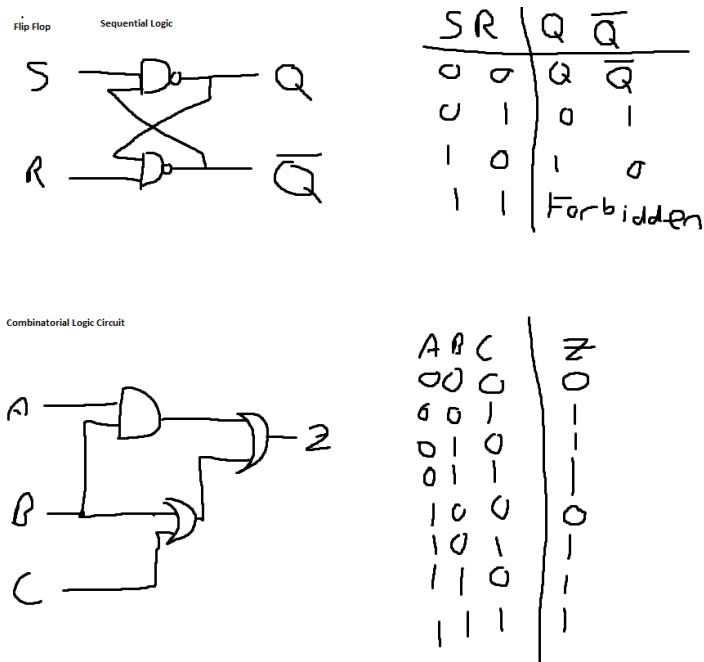 Flip Flop
Sequential Logic
S
Q
R
Q̅
S R Q Q̅
0 0 Q Q̅
0 1 0 1
1 0 1 0
1 1 Forbidden
Combinatorial Logic Circuit
A
B
C
Z
A B C Z
0 0 0 0
0 0 1 1
0 1 0 1
0 1 1 1
1 0 0 0
1 0 1 1
1 1 0 1
1 1 1 1